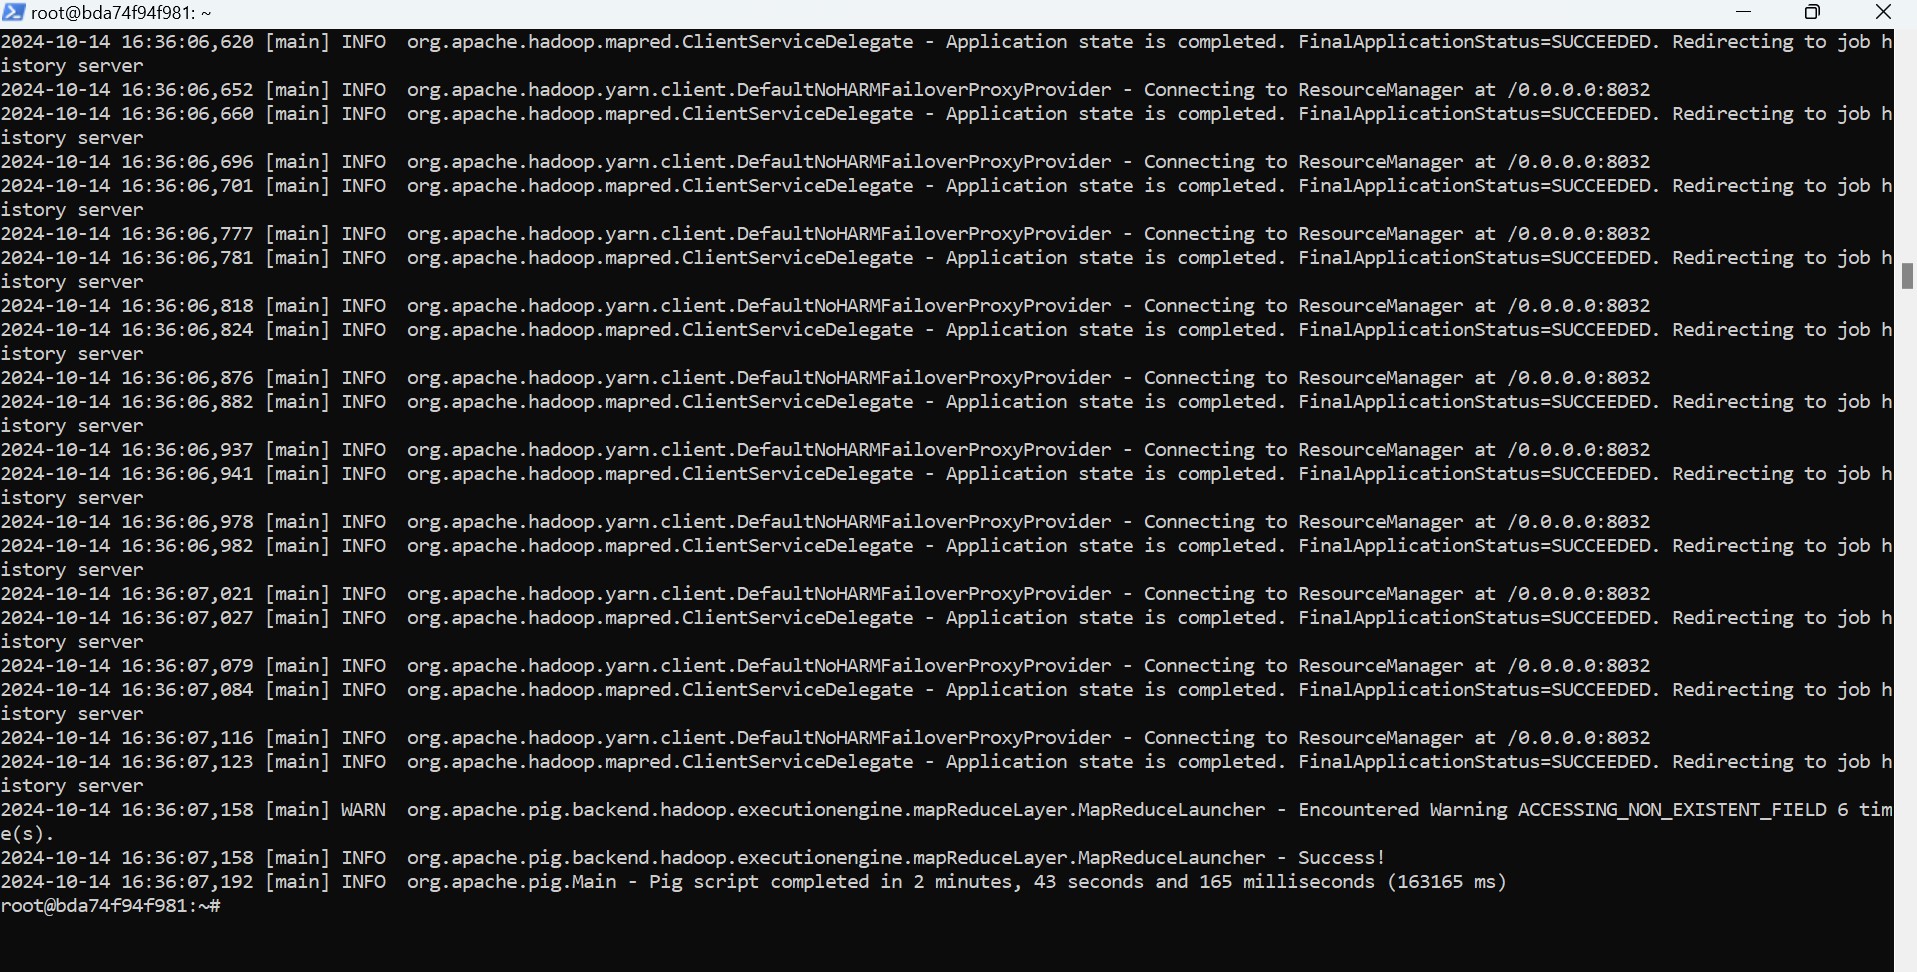 root@bda74f94f981: ~
2024-10-14 16:36:06,620 [main] INFO  org.apache.hadoop.mapred.ClientServiceDelegate - Application state is completed. FinalApplicationStatus=SUCCEEDED. Redirecting to job h
istory server
2024-10-14 16:36:06,652 [main] INFO  org.apache.hadoop.yarn.client.DefaultNoHARMFailoverProxyProvider - Connecting to ResourceManager at /0.0.0.0:8032
2024-10-14 16:36:06,660 [main] INFO  org.apache.hadoop.mapred.ClientServiceDelegate - Application state is completed. FinalApplicationStatus=SUCCEEDED. Redirecting to job h
istory server
2024-10-14 16:36:06,696 [main] INFO  org.apache.hadoop.yarn.client.DefaultNoHARMFailoverProxyProvider - Connecting to ResourceManager at /0.0.0.0:8032
2024-10-14 16:36:06,701 [main] INFO  org.apache.hadoop.mapred.ClientServiceDelegate - Application state is completed. FinalApplicationStatus=SUCCEEDED. Redirecting to job h
istory server
2024-10-14 16:36:06,777 [main] INFO  org.apache.hadoop.yarn.client.DefaultNoHARMFailoverProxyProvider - Connecting to ResourceManager at /0.0.0.0:8032
2024-10-14 16:36:06,781 [main] INFO  org.apache.hadoop.mapred.ClientServiceDelegate - Application state is completed. FinalApplicationStatus=SUCCEEDED. Redirecting to job h
istory server
2024-10-14 16:36:06,818 [main] INFO  org.apache.hadoop.yarn.client.DefaultNoHARMFailoverProxyProvider - Connecting to ResourceManager at /0.0.0.0:8032
2024-10-14 16:36:06,824 [main] INFO  org.apache.hadoop.mapred.ClientServiceDelegate - Application state is completed. FinalApplicationStatus=SUCCEEDED. Redirecting to job h
istory server
2024-10-14 16:36:06,876 [main] INFO  org.apache.hadoop.yarn.client.DefaultNoHARMFailoverProxyProvider - Connecting to ResourceManager at /0.0.0.0:8032
2024-10-14 16:36:06,882 [main] INFO  org.apache.hadoop.mapred.ClientServiceDelegate - Application state is completed. FinalApplicationStatus=SUCCEEDED. Redirecting to job h
istory server
2024-10-14 16:36:06,937 [main] INFO  org.apache.hadoop.yarn.client.DefaultNoHARMFailoverProxyProvider - Connecting to ResourceManager at /0.0.0.0:8032
2024-10-14 16:36:06,941 [main] INFO  org.apache.hadoop.mapred.ClientServiceDelegate - Application state is completed. FinalApplicationStatus=SUCCEEDED. Redirecting to job h
istory server
2024-10-14 16:36:06,978 [main] INFO  org.apache.hadoop.yarn.client.DefaultNoHARMFailoverProxyProvider - Connecting to ResourceManager at /0.0.0.0:8032
2024-10-14 16:36:06,982 [main] INFO  org.apache.hadoop.mapred.ClientServiceDelegate - Application state is completed. FinalApplicationStatus=SUCCEEDED. Redirecting to job h
istory server
2024-10-14 16:36:07,021 [main] INFO  org.apache.hadoop.yarn.client.DefaultNoHARMFailoverProxyProvider - Connecting to ResourceManager at /0.0.0.0:8032
2024-10-14 16:36:07,027 [main] INFO  org.apache.hadoop.mapred.ClientServiceDelegate - Application state is completed. FinalApplicationStatus=SUCCEEDED. Redirecting to job h
istory server
2024-10-14 16:36:07,079 [main] INFO  org.apache.hadoop.yarn.client.DefaultNoHARMFailoverProxyProvider - Connecting to ResourceManager at /0.0.0.0:8032
2024-10-14 16:36:07,084 [main] INFO  org.apache.hadoop.mapred.ClientServiceDelegate - Application state is completed. FinalApplicationStatus=SUCCEEDED. Redirecting to job h
istory server
2024-10-14 16:36:07,116 [main] INFO  org.apache.hadoop.yarn.client.DefaultNoHARMFailoverProxyProvider - Connecting to ResourceManager at /0.0.0.0:8032
2024-10-14 16:36:07,123 [main] INFO  org.apache.hadoop.mapred.ClientServiceDelegate - Application state is completed. FinalApplicationStatus=SUCCEEDED. Redirecting to job h
istory server
2024-10-14 16:36:07,158 [main] WARN  org.apache.pig.backend.hadoop.executionengine.mapReduceLayer.MapReduceLauncher - Encountered Warning ACCESSING_NON_EXISTENT_FIELD 6 tim
e(s).
2024-10-14 16:36:07,158 [main] INFO  org.apache.pig.backend.hadoop.executionengine.mapReduceLayer.MapReduceLauncher - Success!
2024-10-14 16:36:07,192 [main] INFO  org.apache.pig.Main - Pig script completed in 2 minutes, 43 seconds and 165 milliseconds (163165 ms)
root@bda74f94f981:~#